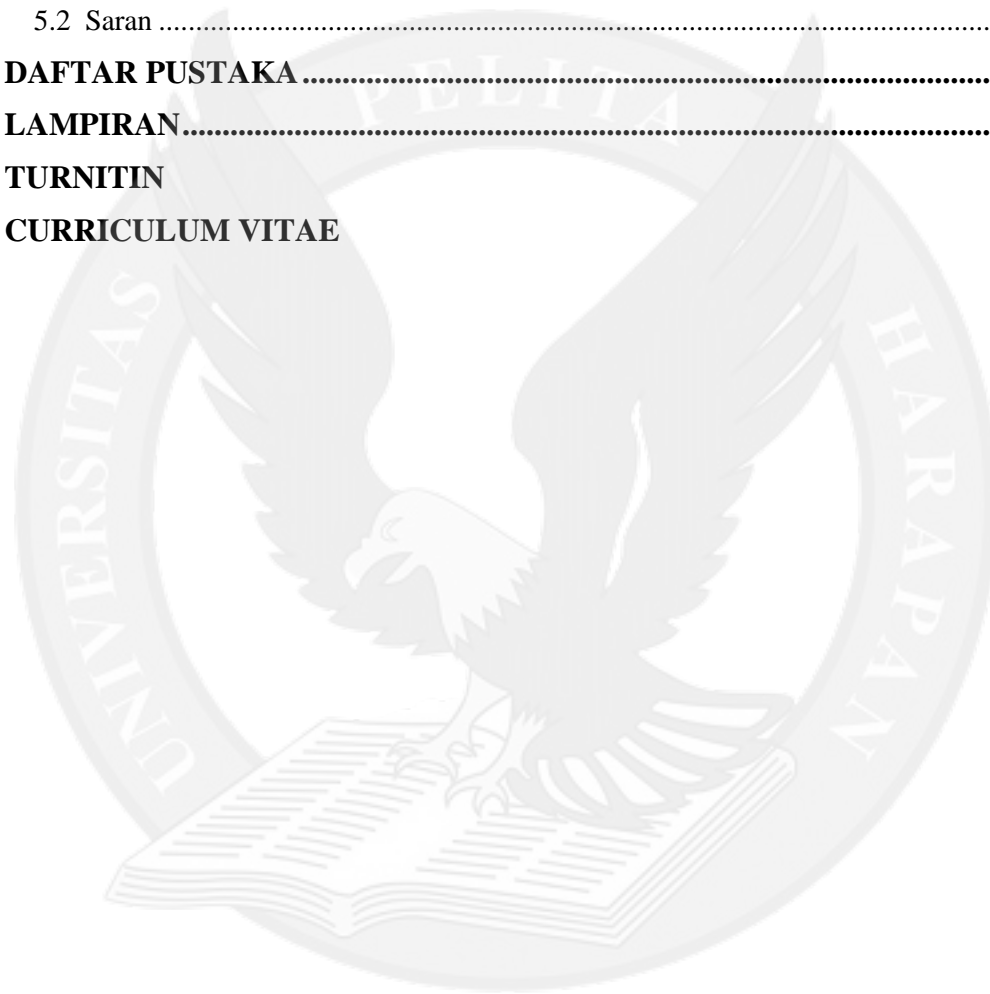 5.2 Saran ....................................................................................................
DAFTAR PUSTAKA ....................................................................................
LAMPIRAN................................................................................................
TURNITIN
CURRICULUM VITAE
UNIVERSITAS PELITA HARAPAN